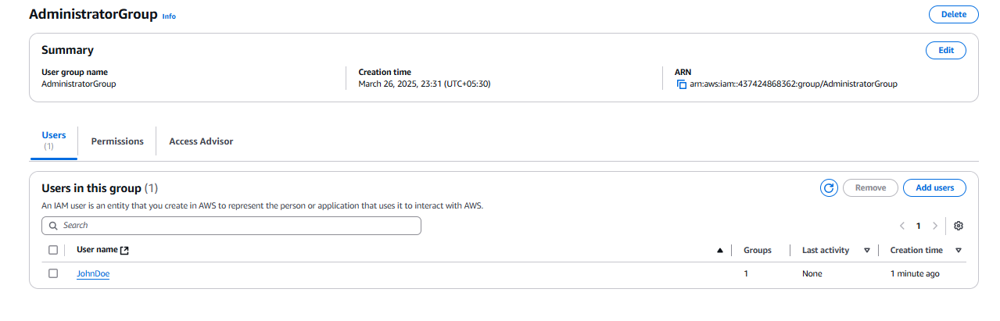 AdministratorGroup Info
Delete
Summary
Edit
User group name
AdministratorGroup
Creation time
March 26, 2025, 23:31 (UTC+05:30)
ARN
arn:aws:iam::437424868362:group/AdministratorGroup
Users
(1)
Permissions
Access Advisor
Users in this group (1)
Remove
Add users
An IAM user is an entity that you create in AWS to represent the person or application that uses it to interact with AWS.
Search
1
User name
Groups
Last activity
Creation time
JohnDoe
1
None
1 minute ago